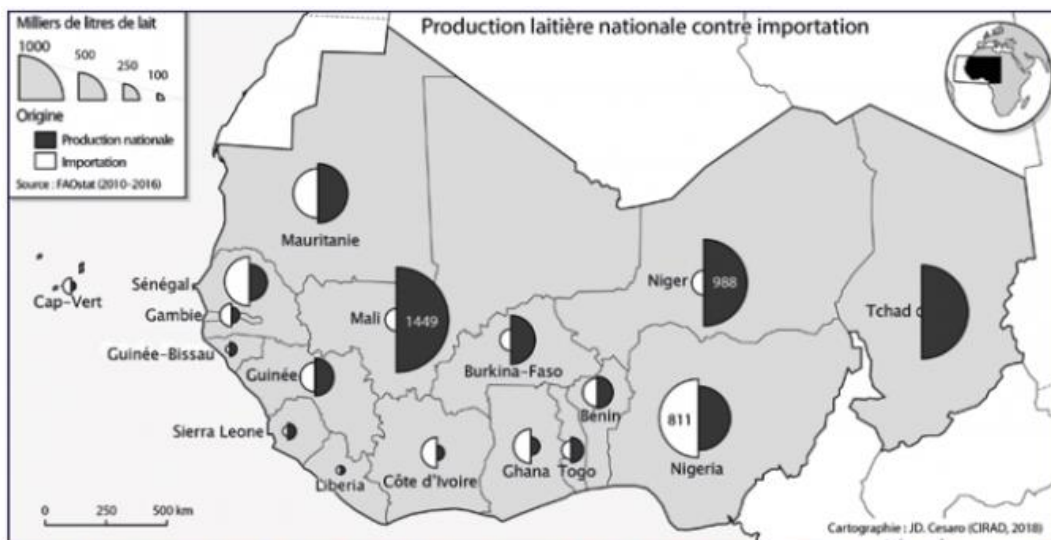 Production laitière nationale contre importation
Milliers de litres de lait
1000
500
250
100
Origine
Production nationale
Importation
Source : FAOstat (2010-2016)
Mauritanie
Cap-Vert
Sénégal
Gambie
Guinée-Bissau
Guinée
Sierra Leone
Liberia
Mali
1449
Burkina-Faso
Côte d'Ivoire
Ghana
Togo
Bénin
Niger
988
811
Nigeria
Tchad
0 250 500 km
Cartographie : JD. Cesaro (CIRAD, 2018)